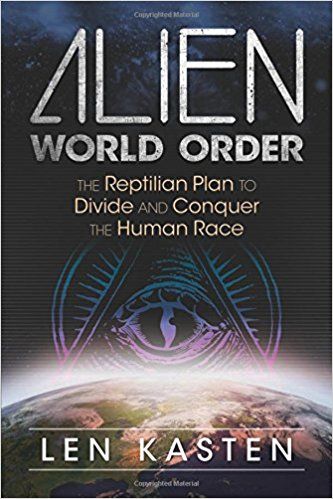 ALIEN
WORLD ORDER
THE REPTILIAN PLAN TO
DIVIDE AND CONQUER
THE HUMAN RACE
LEN KASTEN